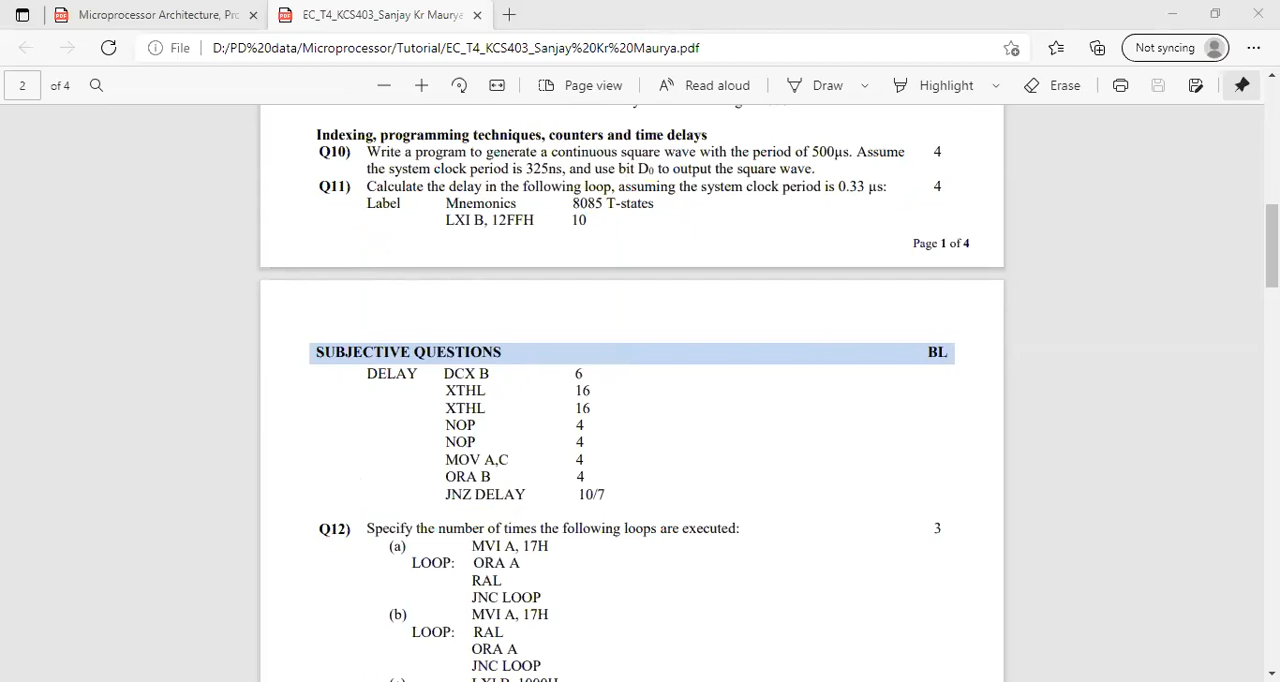 Microprocessor Architecture, Pro
EC_T4_KCS403_Sanjay Kr Maurya
File D:/PD%20data/Microprocessor/Tutorial/EC_T4_KCS403_Sanjay%20Kr%20Maurya.pdf Not syncing
2 of 4 Page view Read aloud Draw Highlight Erase
Indexing, programming techniques, counters and time delays
Q10) Write a program to generate a continuous square wave with the period of 500μs. Assume 4
the system clock period is 325ns, and use bit D₀ to output the square wave.
Q11) Calculate the delay in the following loop, assuming the system clock period is 0.33 μs: 4
Label Mnemonics 8085 T-states
LXI B, 12FFH 10
Page 1 of 4
SUBJECTIVE QUESTIONS BL
DELAY DCX B 6
XTHL 16
XTHL 16
NOP 4
NOP 4
MOV A,C 4
ORA B 4
JNZ DELAY 10/7
Q12) Specify the number of times the following loops are executed: 3
(a) MVI A, 17H
LOOP: ORA A
RAL
JNC LOOP
(b) MVI A, 17H
LOOP: RAL
ORA A
JNC LOOP
LXI B, 1000H